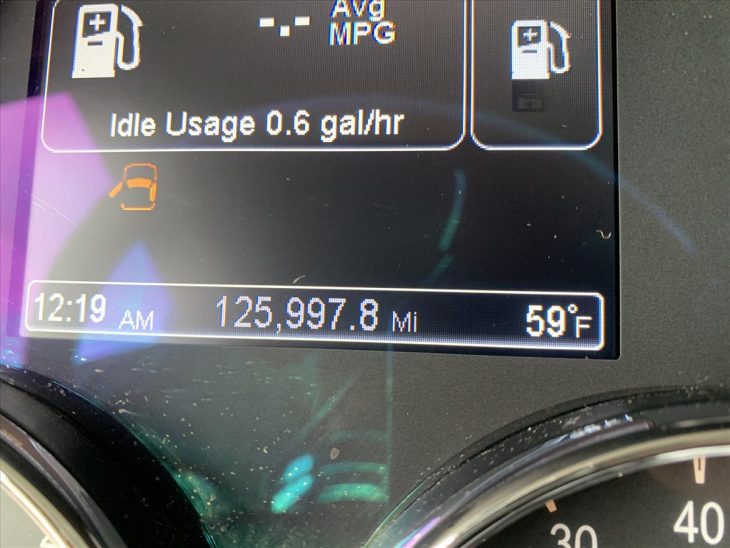 -.- Avg
MPG
Idle Usage 0.6 gal/hr
12:19 AM 125,997.8 Mi 59°F
30 40